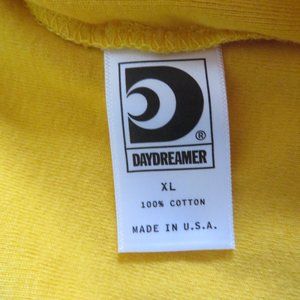 ®
DAYDREAMER
XL
100% COTTON
MADE IN U.S.A.